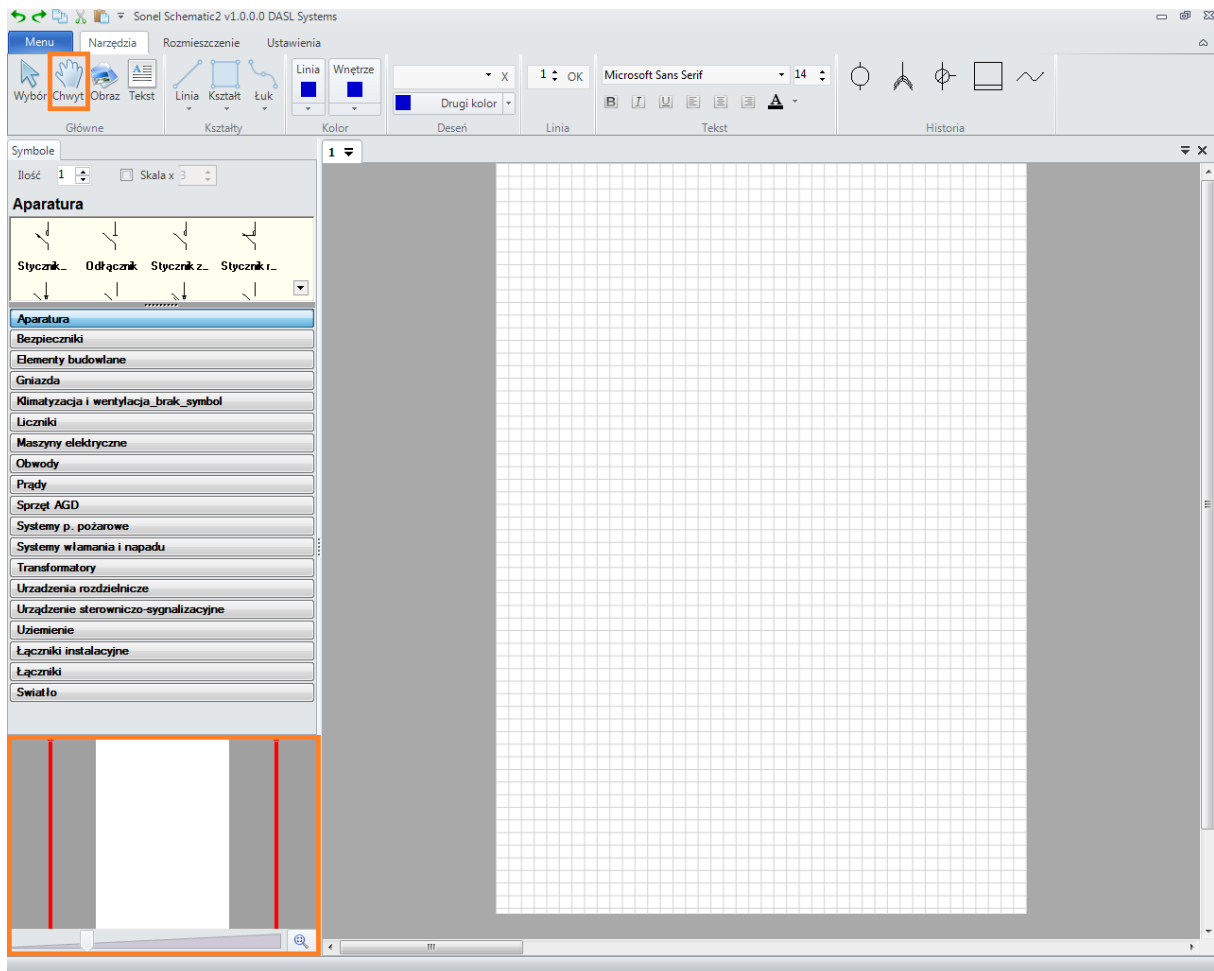 Sonel Schematic2 v1.0.0.0 DASL Systems
Menu Narzędzia Rozmieszczenie Ustawienia
Wybór Chwyt Obraz Tekst Linia Kształt Łuk Linia Wnętrze X 1 OK Microsoft Sans Serif 14
Drugi kolor B I U E E E A
Główne Kształty Kolor Deseń Linia Tekst Historia
Symbole 1
Ilość 1 Skala x 3
Aparatura
Stycznik_ Odłącznik Stycznik z_ Stycznik r_
Aparatura
Bezpieczniki
Elementy budowlane
Gniazda
Klimatyzacja i wentylacja_brak_symbol
Liczniki
Maszyny elektryczne
Obwody
Prądy
Sprzęt AGD
Systemy p. pożarowe
Systemy włamania i napadu
Transformatory
Urzadzenia rozdzielnicze
Urządzenie sterowniczo-sygnalizacyjne
Uziemienie
Łączniki instalacyjne
Łączniki
Swiatło